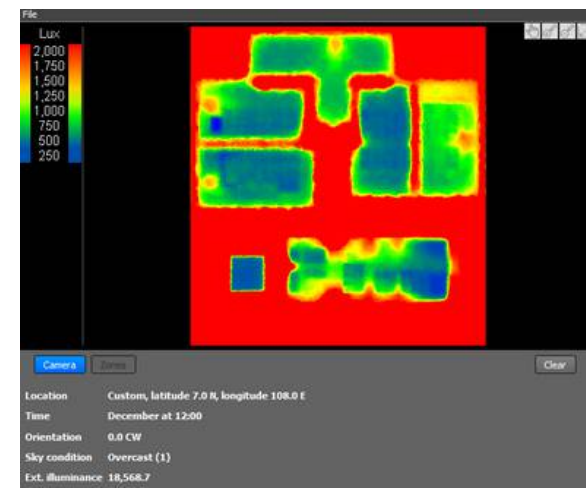 File
Lux
2,000
1,750
1,500
1,250
1,000
750
500
250
Camera Zones Clear
Location Custom, latitude 7.0 N, longitude 108.0 E
Time December at 12:00
Orientation 0.0 CW
Sky condition Overcast (1)
Ext. illuminance 18,568.7